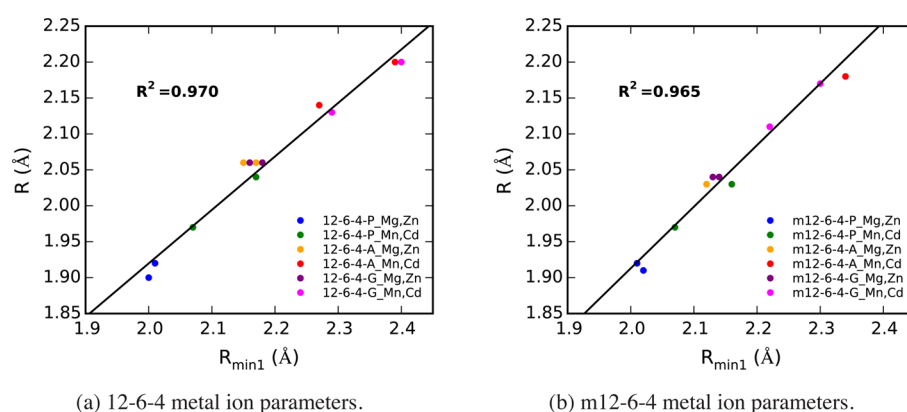 2.25
2.20
2.15
2.10
2.05
2.00
1.95
1.90
1.85
R (Å)
R² =0.970
12-6-4-P_Mg,Zn
12-6-4-P_Mn,Cd
12-6-4-A_Mg,Zn
12-6-4-A_Mn,Cd
12-6-4-G_Mg,Zn
12-6-4-G_Mn,Cd
1.9 2.0 2.1 2.2 2.3 2.4
R_min1 (Å)
(a) 12-6-4 metal ion parameters.
2.25
2.20
2.15
2.10
2.05
2.00
1.95
1.90
1.85
R (Å)
R² =0.965
m12-6-4-P_Mg,Zn
m12-6-4-P_Mn,Cd
m12-6-4-A_Mg,Zn
m12-6-4-A_Mn,Cd
m12-6-4-G_Mg,Zn
m12-6-4-G_Mn,Cd
1.9 2.0 2.1 2.2 2.3 2.4
R_min1 (Å)
(b) m12-6-4 metal ion parameters.